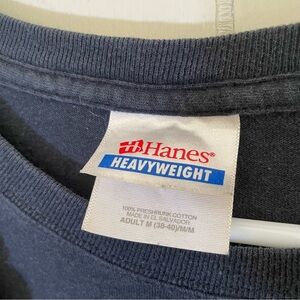 Hanes®
HEAVYWEIGHT
100% PRESHRUNK COTTON
MADE IN EL SALVADOR
ADULT M (38-40)/M/M